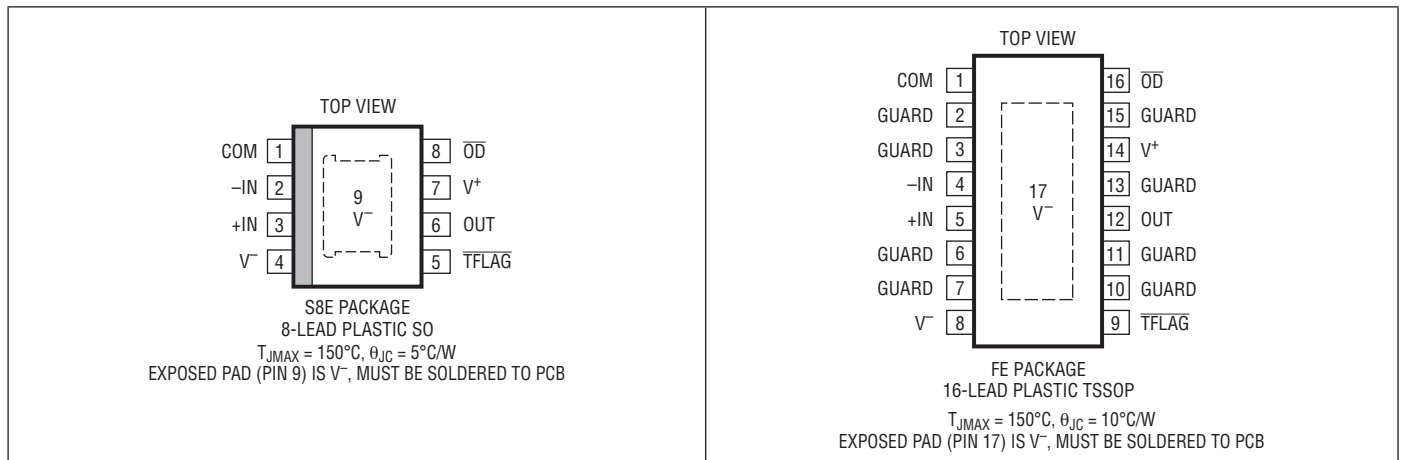 TOP VIEW
COM 1
–IN 2
+IN 3
V– 4
8 OD
7 V+
6 OUT
5 TFLAG
9
V–
S8E PACKAGE
8-LEAD PLASTIC SO
TJMAX = 150°C, θJC = 5°C/W
EXPOSED PAD (PIN 9) IS V–, MUST BE SOLDERED TO PCB
TOP VIEW
COM 1
GUARD 2
GUARD 3
–IN 4
+IN 5
GUARD 6
GUARD 7
V– 8
16 OD
15 GUARD
14 V+
13 GUARD
12 OUT
11 GUARD
10 GUARD
9 TFLAG
17
V–
FE PACKAGE
16-LEAD PLASTIC TSSOP
TJMAX = 150°C, θJC = 10°C/W
EXPOSED PAD (PIN 17) IS V–, MUST BE SOLDERED TO PCB